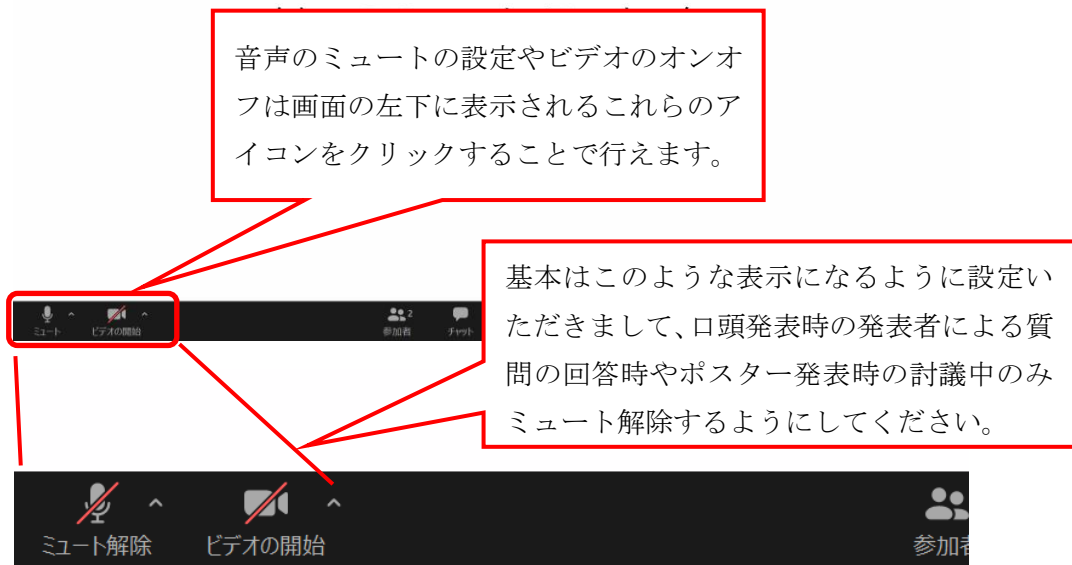 音声のミュートの設定やビデオのオンオ
フは画面の左下に表示されるこれらのア
イコンをクリックすることで行えます。
基本はこのような表示になるように設定い
ただきまして、口頭発表時の発表者による質
問の回答時やポスター発表時の討議中のみ
ミュート解除するようにしてください。
2
ミュート ビデオの開始 参加者 チャット
ミュート解除 ビデオの開始 参加者